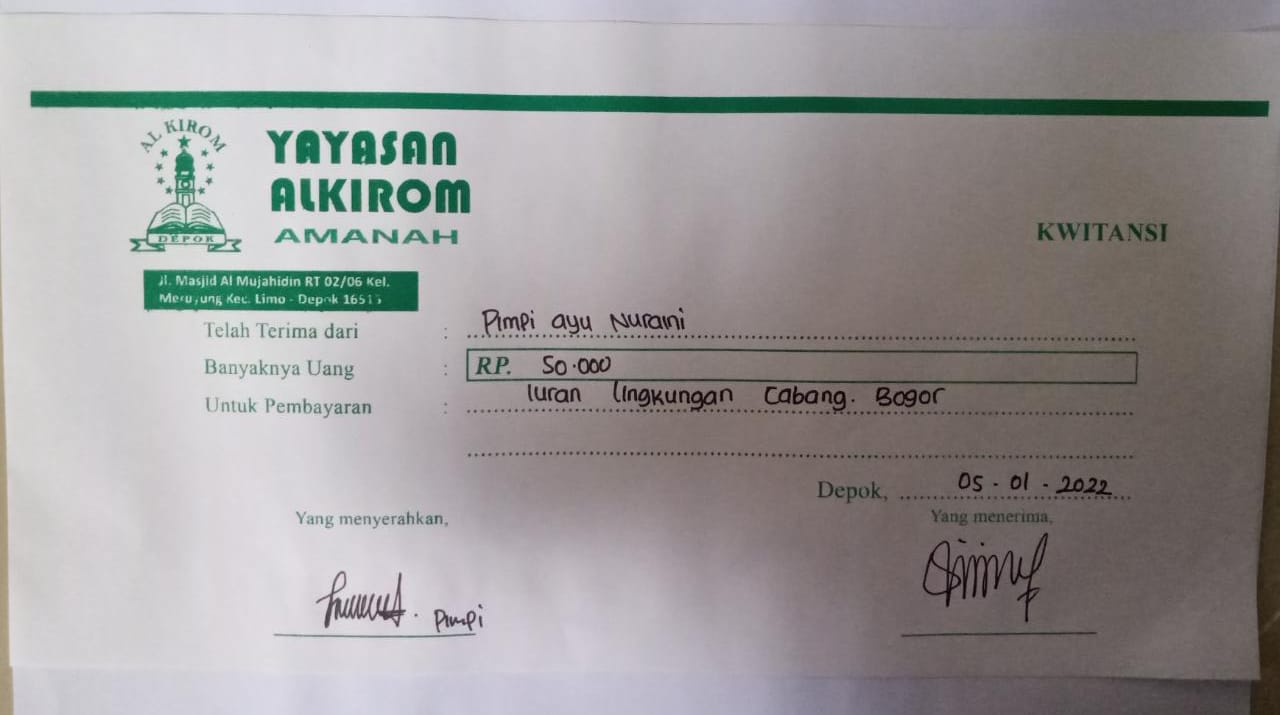 AL KIROM
DEPOK
YAYASAN
ALKIROM
AMANAH
KWITANSI
Jl. Masjid Al Mujahidin RT 02/06 Kel.
Meruyung Kec. Limo - Depok 16515
Telah Terima dari : Pimpi ayu Nuraini
Banyaknya Uang : RP. 50.000
Untuk Pembayaran : Iuran lingkungan Cabang. Bogor
Depok, 05 - 01 - 2022
Yang menyerahkan,
Yang menerima,
Pimpi